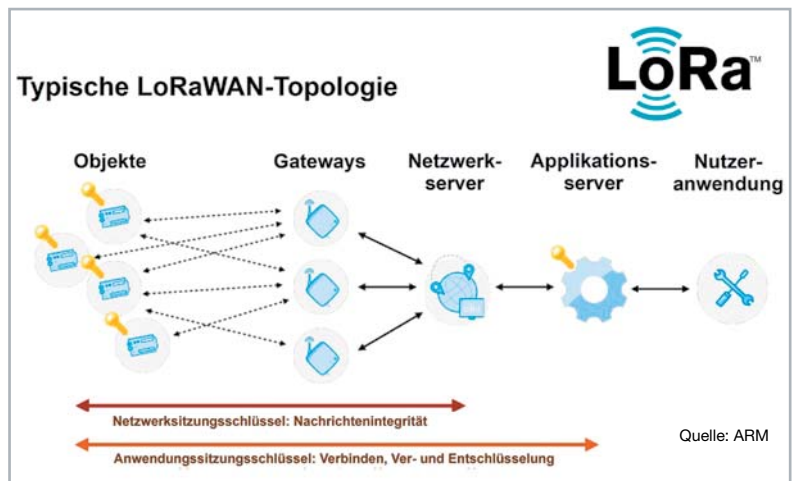 Typische LoRaWAN-Topologie
LoRa™
Objekte
Gateways
Netzwerk-
server
Applikations-
server
Nutzer-
anwendung
Netzwerksitzungsschlüssel: Nachrichtenintegrität
Anwendungssitzungsschlüssel: Verbinden, Ver- und Entschlüsselung
Quelle: ARM